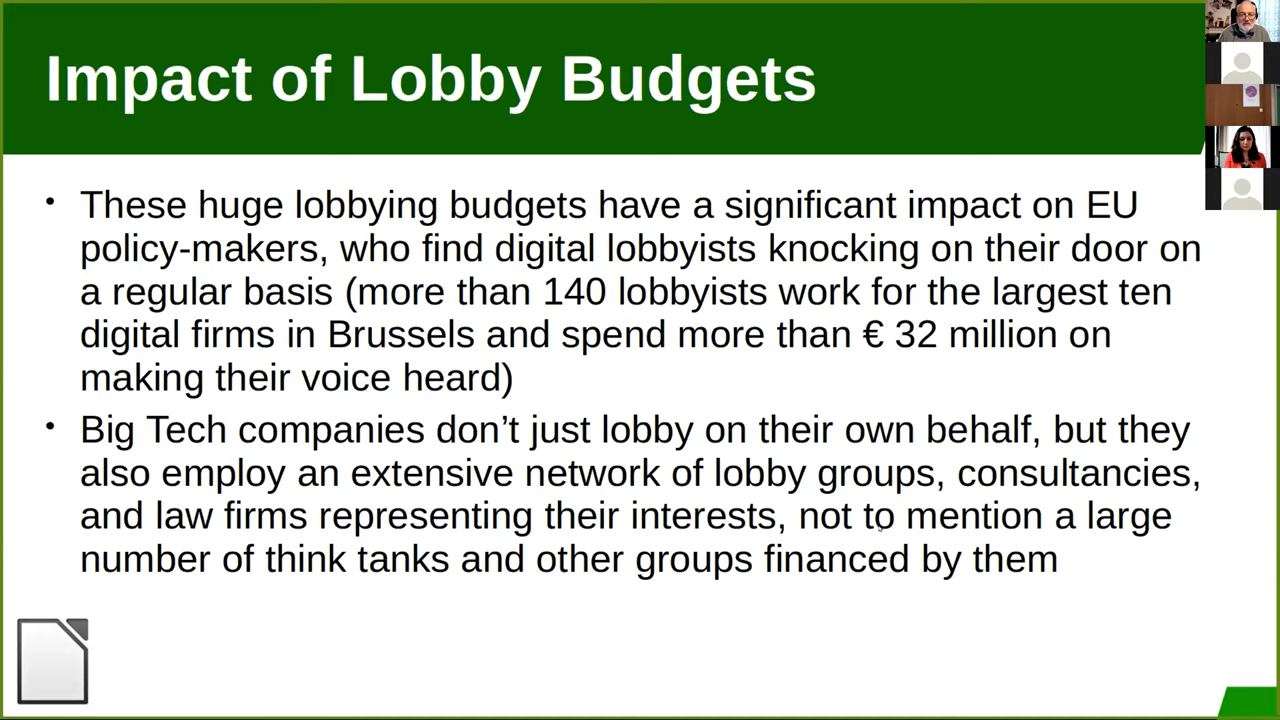 Impact of Lobby Budgets
• These huge lobbying budgets have a significant impact on EU
policy-makers, who find digital lobbyists knocking on their door on
a regular basis (more than 140 lobbyists work for the largest ten
digital firms in Brussels and spend more than € 32 million on
making their voice heard)
• Big Tech companies don’t just lobby on their own behalf, but they
also employ an extensive network of lobby groups, consultancies,
and law firms representing their interests, not to mention a large
number of think tanks and other groups financed by them